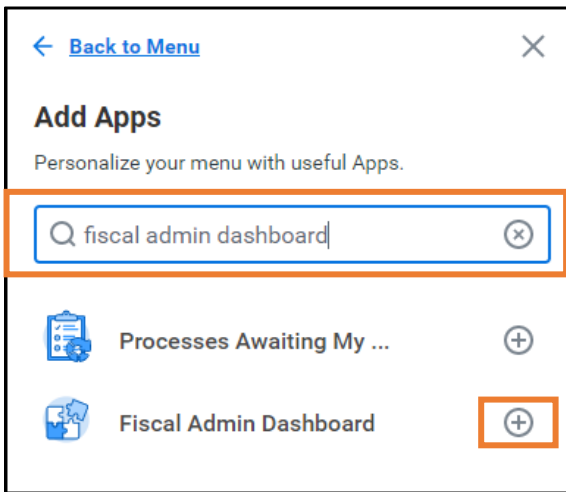 Back to Menu
Add Apps
Personalize your menu with useful Apps.
fiscal admin dashboard
Processes Awaiting My ...
Fiscal Admin Dashboard